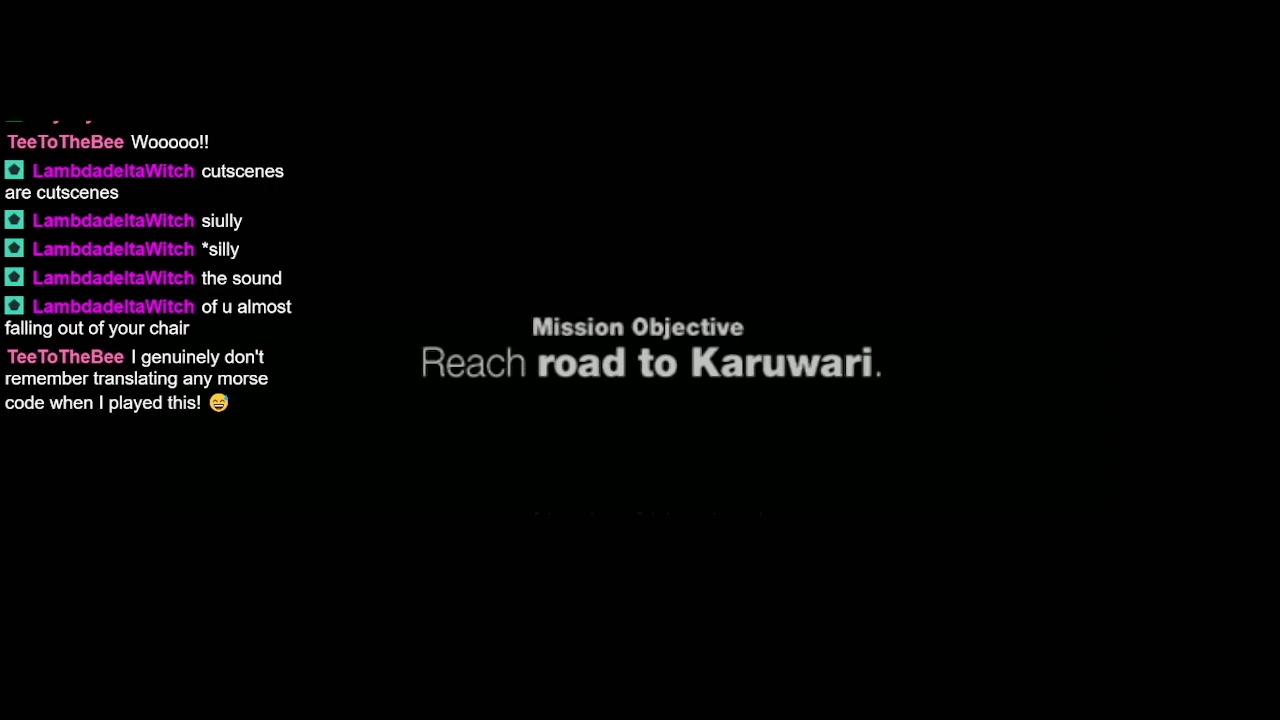 TeeToTheBee Wooooo!!
LambdadeltaWitch cutscenes
are cutscenes
LambdadeltaWitch siully
LambdadeltaWitch *silly
LambdadeltaWitch the sound
LambdadeltaWitch of u almost
falling out of your chair
TeeToTheBee I genuinely don't
remember translating any morse
code when I played this! 😅
Mission Objective
Reach road to Karuwari.